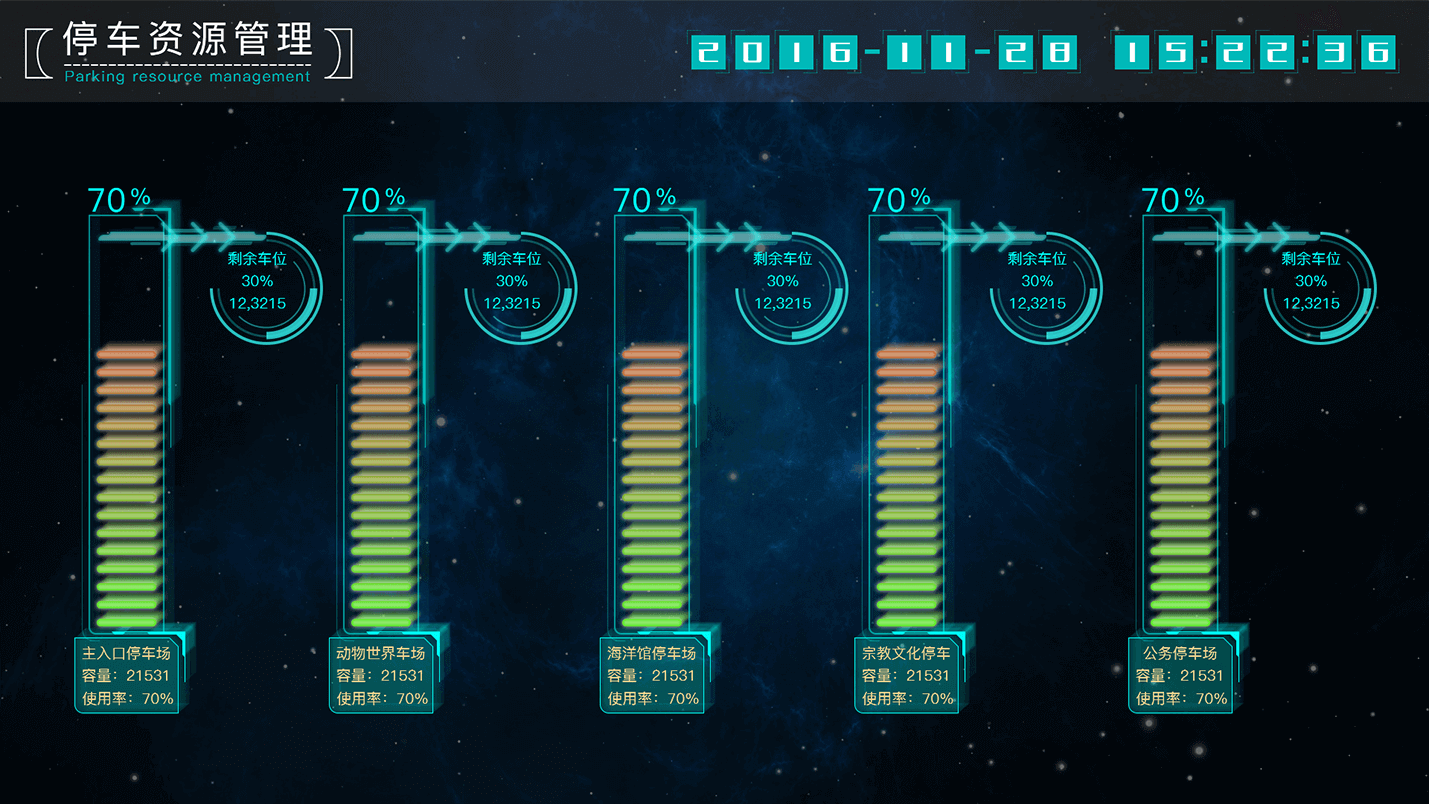 停车资源管理
Parking resource management
2016-11-28 15:22:36
70%
剩余车位
30%
12,3215
主入口停车场
容量：21531
使用率：70%
70%
剩余车位
30%
12,3215
动物世界车场
容量：21531
使用率：70%
70%
剩余车位
30%
12,3215
海洋馆停车场
容量：21531
使用率：70%
70%
剩余车位
30%
12,3215
宗教文化停车
容量：21531
使用率：70%
70%
剩余车位
30%
12,3215
公务停车场
容量：21531
使用率：70%